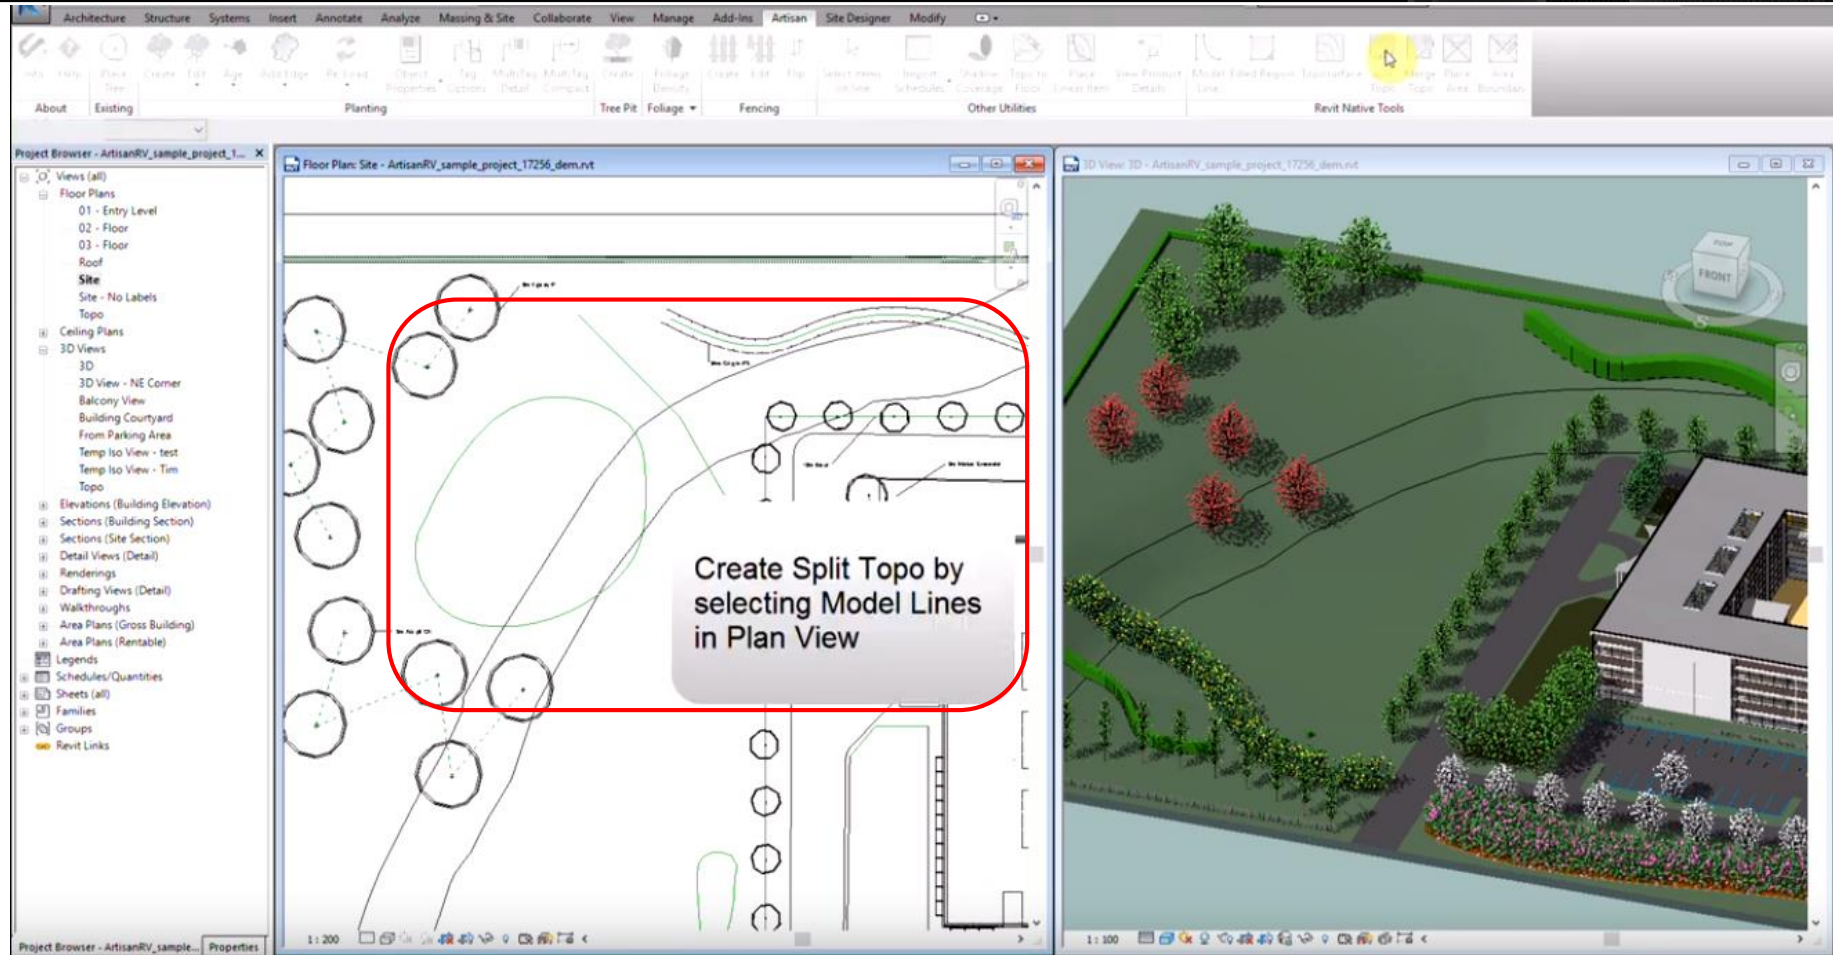 Architecture Structure Systems Insert Annotate Analyze Massing & Site Collaborate View Manage Add-Ins Artisan Site Designer Modify
About Existing Planting Tree Pit Foliage Fencing Other Utilities Revit Native Tools
Project Browser - ArtisanRV_sample_project_1...
Views (all)
Floor Plans
01 - Entry Level
02 - Floor
03 - Floor
Roof
Site
Site - No Labels
Topo
Ceiling Plans
3D Views
3D
3D View - NE Corner
Balcony View
Building Courtyard
From Parking Area
Temp Iso View - test
Temp Iso View - Tim
Topo
Elevations (Building Elevation)
Sections (Building Section)
Sections (Site Section)
Detail Views (Detail)
Renderings
Drafting Views (Detail)
Walkthroughs
Area Plans (Gross Building)
Area Plans (Rentable)
Legends
Schedules/Quantities
Sheets (all)
Families
Groups
Revit Links
Project Browser - ArtisanRV_sample... Properties
Floor Plan: Site - ArtisanRV_sample_project_17256_dem.rvt
Create Split Topo by
selecting Model Lines
in Plan View
1 : 200
3D View: 3D - ArtisanRV_sample_project_17256_dem.rvt
TOP
FRONT
S
1 : 100